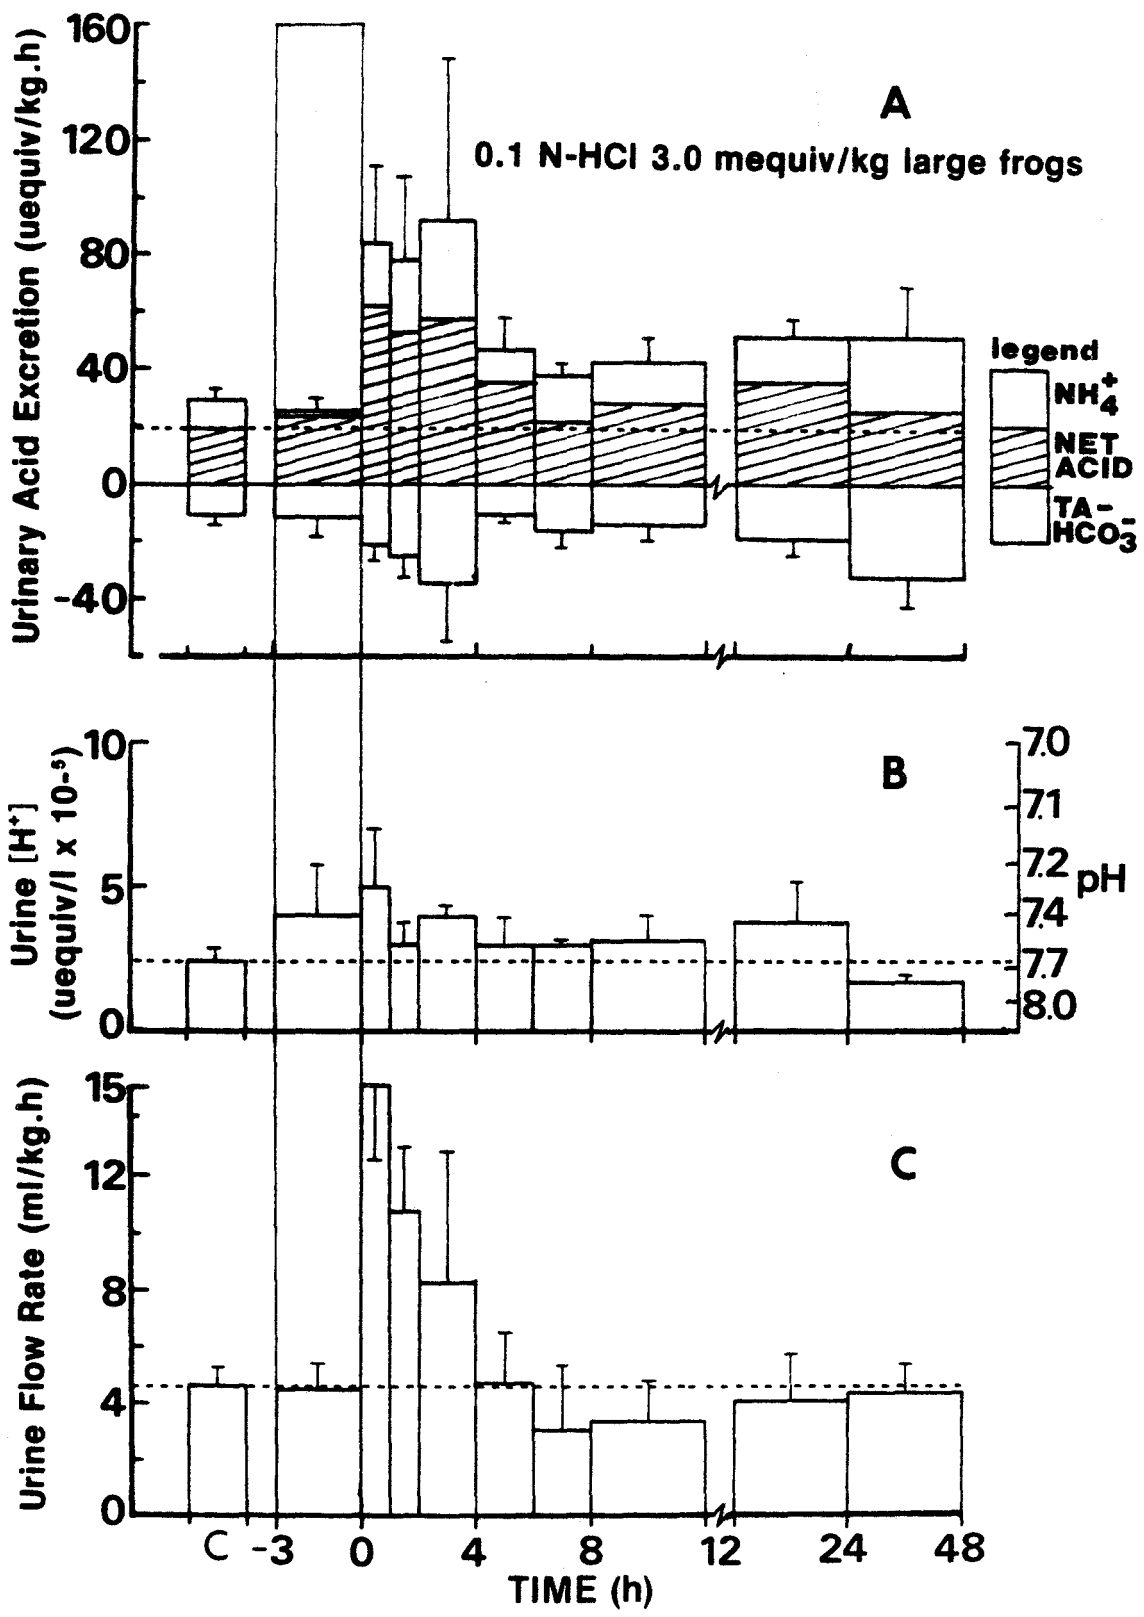 160
120
80
40
0
-40
Urinary Acid Excretion (uequiv/kg.h)
A
0.1 N-HCl 3.0 mequiv/kg large frogs
legend
NH4+
NET
ACID
TA-
HCO3-
10
5
0
Urine [H+]
(uequiv/l x 10-5)
B
7.0
7.1
7.2
7.4
7.7
8.0
pH
15
12
8
4
0
Urine Flow Rate (ml/kg.h)
C
C -3 0 4 8 12 24 48
TIME (h)